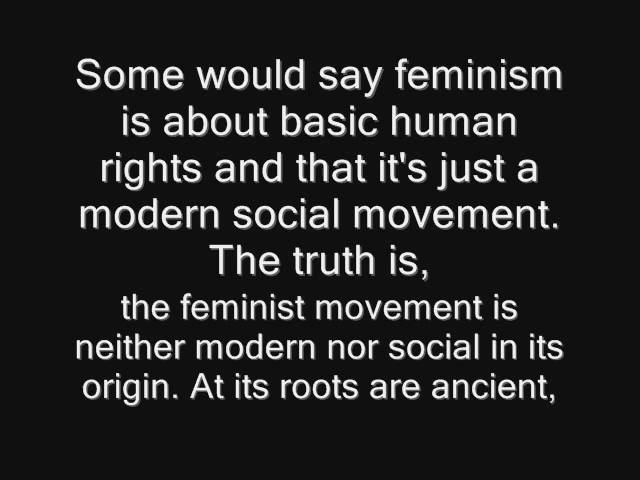 Some would say feminism
is about basic human
rights and that it's just a
modern social movement.
The truth is,
the feminist movement is
neither modern nor social in its
origin. At its roots are ancient,